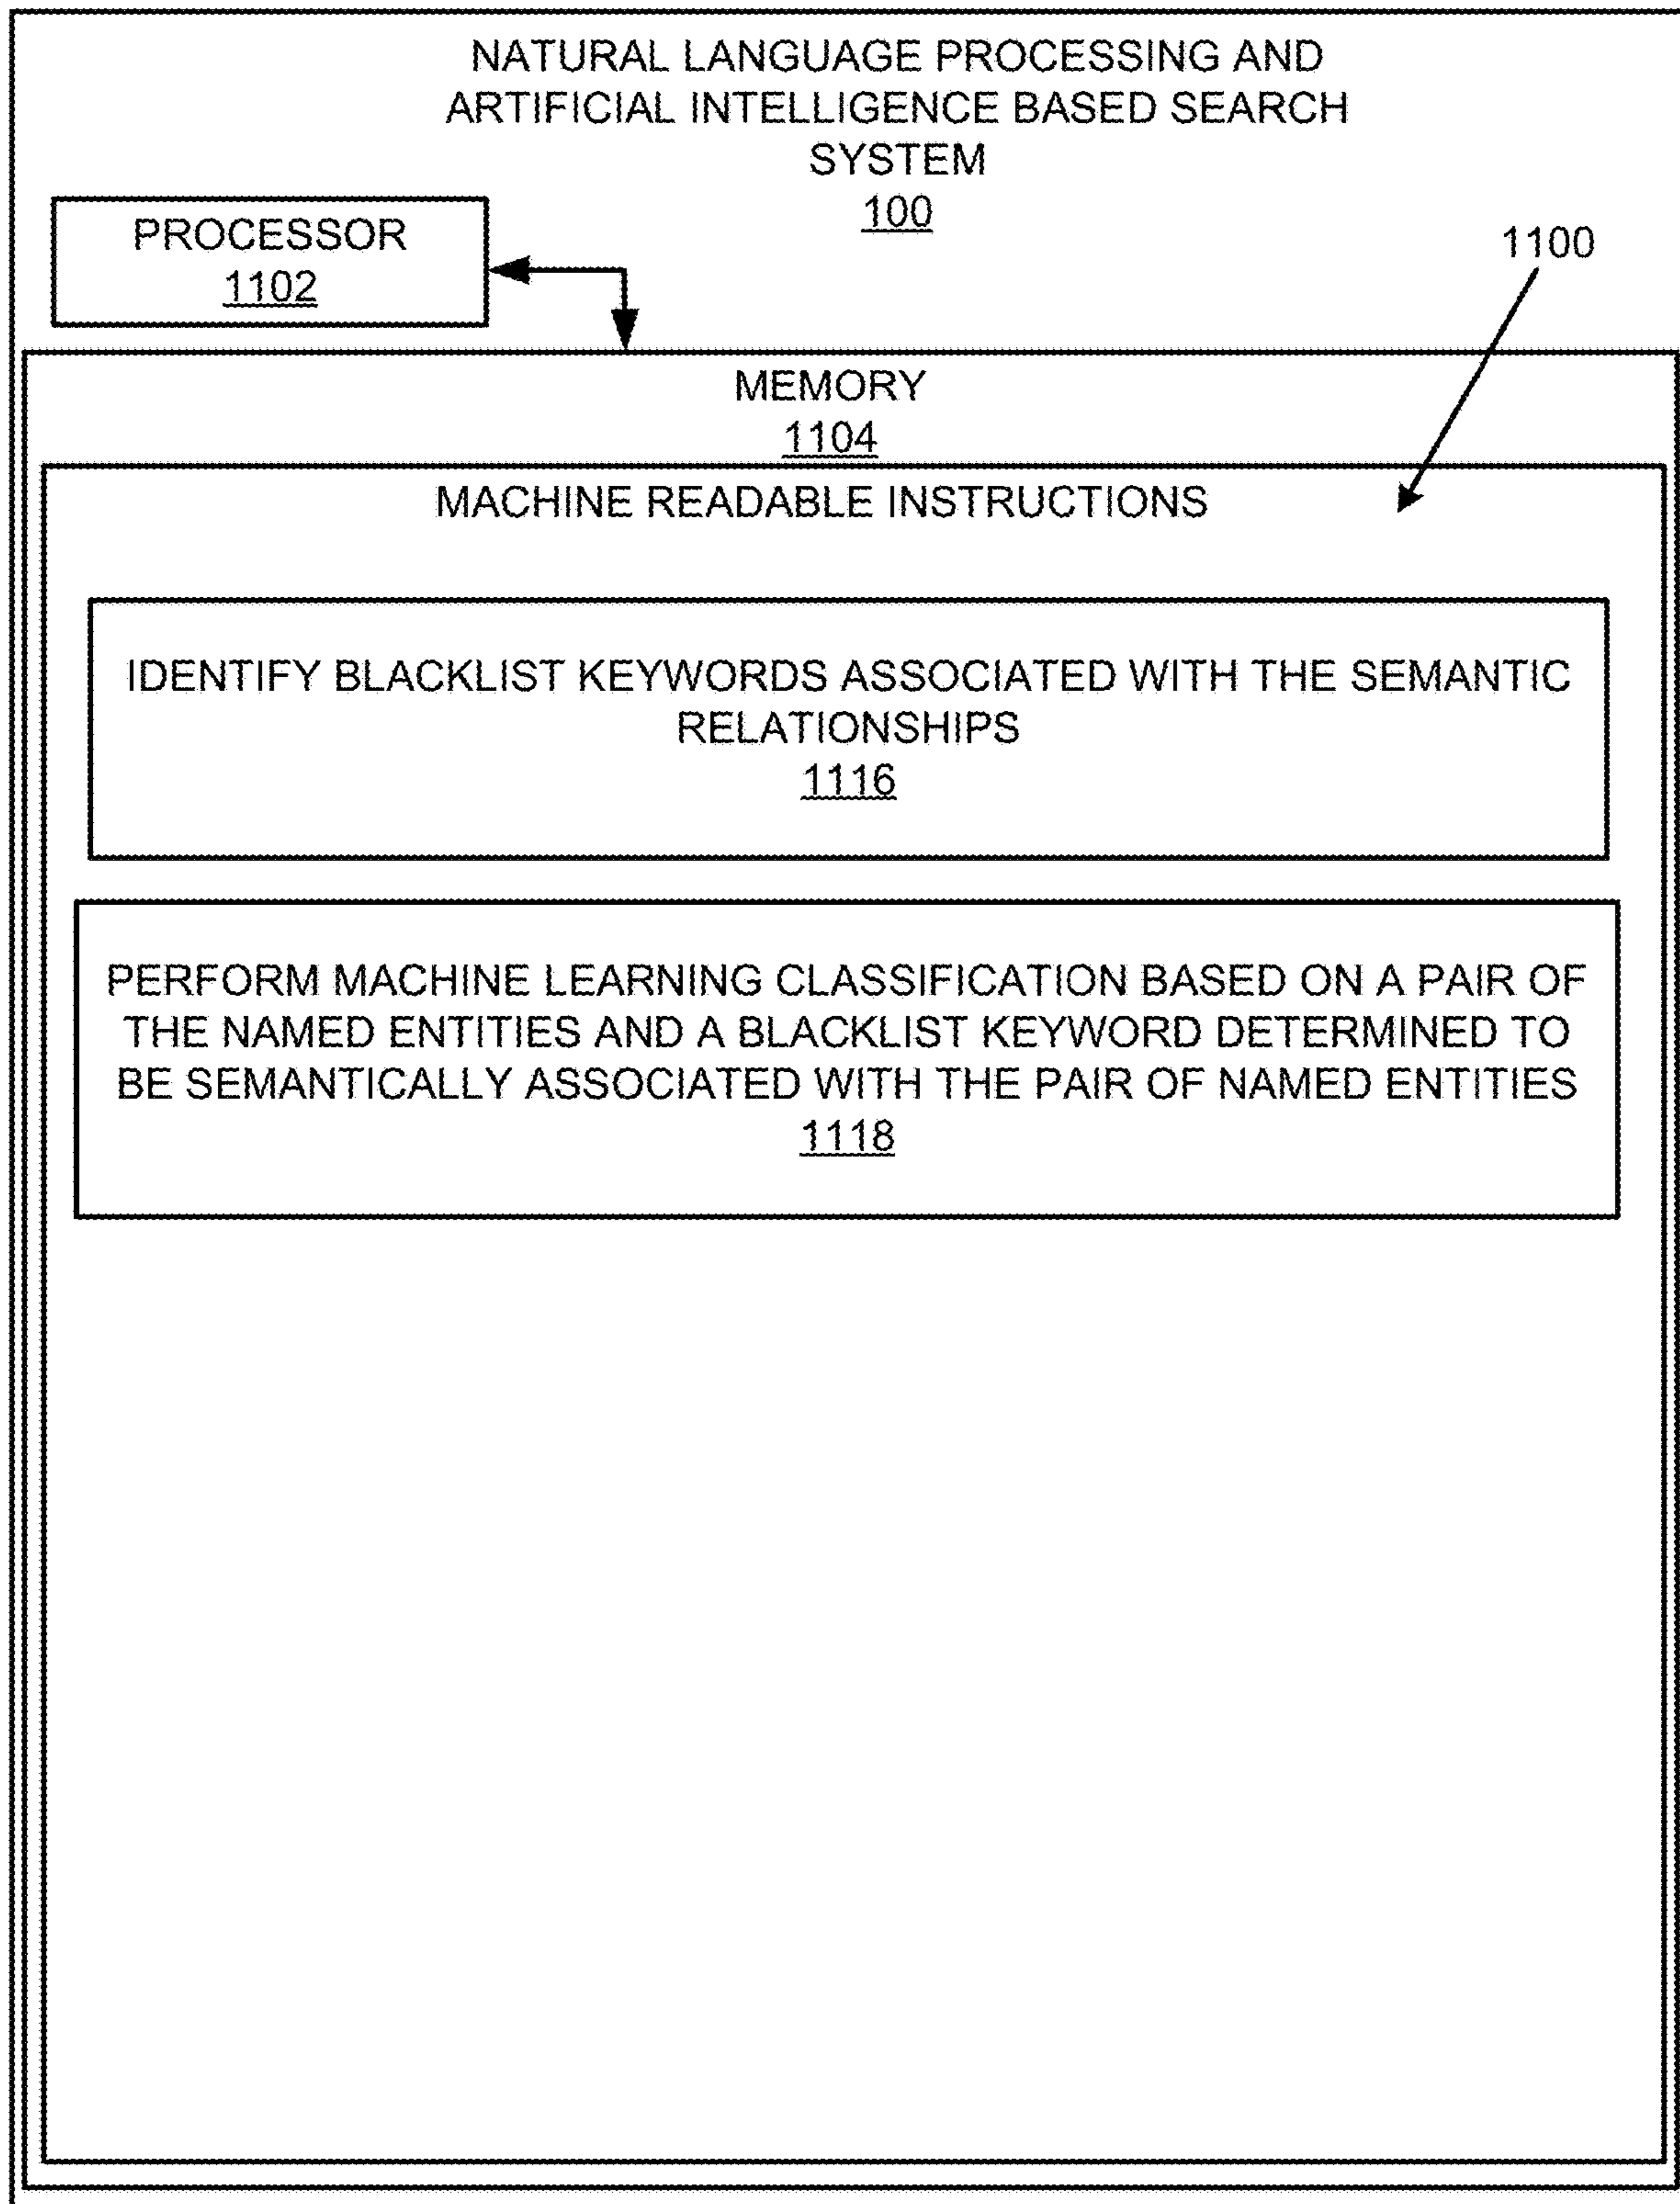 NATURAL LANGUAGE PROCESSING AND
ARTIFICIAL INTELLIGENCE BASED SEARCH
SYSTEM
100
PROCESSOR
1102
1100
MEMORY
1104
MACHINE READABLE INSTRUCTIONS
IDENTIFY BLACKLIST KEYWORDS ASSOCIATED WITH THE SEMANTIC
RELATIONSHIPS
1116
PERFORM MACHINE LEARNING CLASSIFICATION BASED ON A PAIR OF
THE NAMED ENTITIES AND A BLACKLIST KEYWORD DETERMINED TO
BE SEMANTICALLY ASSOCIATED WITH THE PAIR OF NAMED ENTITIES
1118